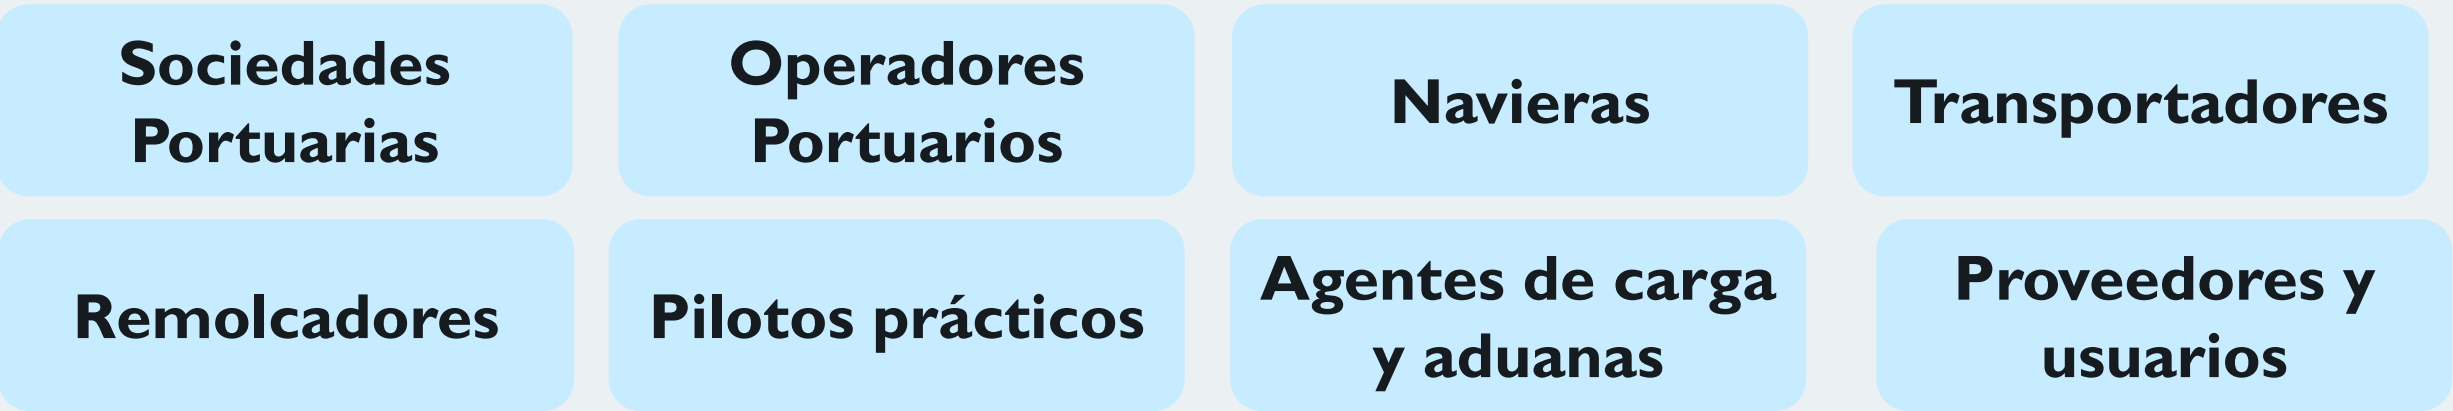 Sociedades
Portuarias
Operadores
Portuarios
Navieras
Transportadores
Remolcadores
Pilotos prácticos
Agentes de carga
y aduanas
Proveedores y
usuarios